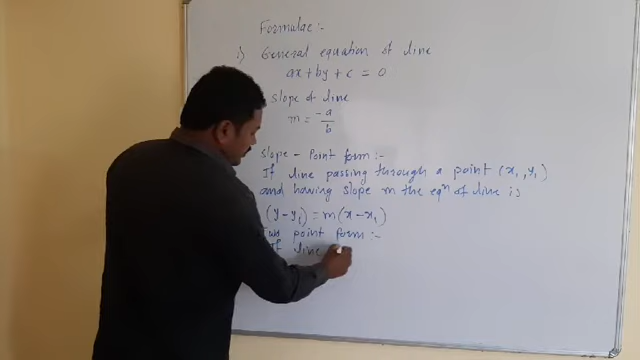 Formulae :-
i) General equation of line
ax + by + c = 0
slope of line
m = -a/b
Slope - Point form :-
If line passing through a point (x₁, y₁)
and having slope m the eqⁿ of line is
(y - y₁) = m(x - x₁)
Two point form :-
If line